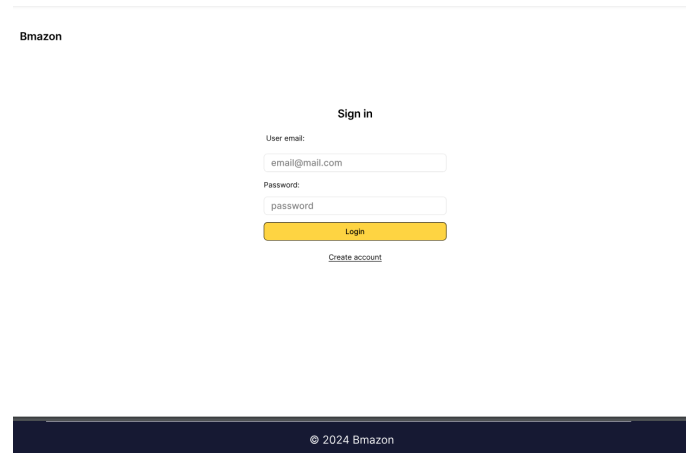 Bmazon
Sign in
User email:
email@mail.com
Password:
password
Login
Create account
© 2024 Bmazon